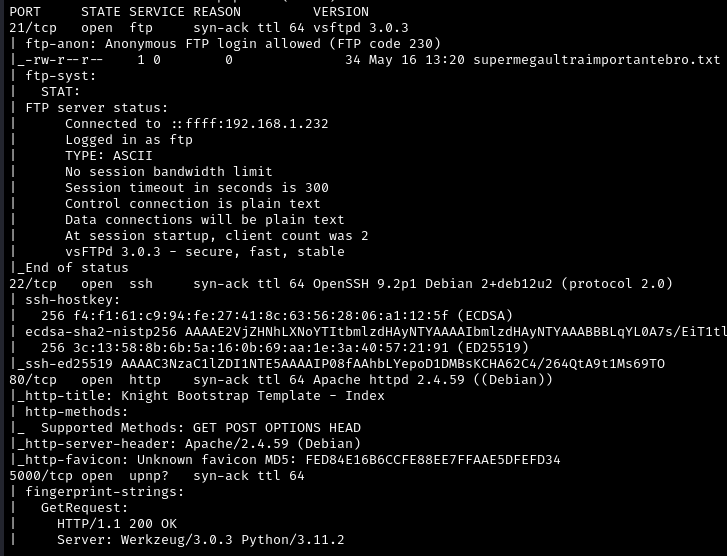 PORT     STATE SERVICE REASON         VERSION
21/tcp   open  ftp     syn-ack ttl 64 vsftpd 3.0.3
| ftp-anon: Anonymous FTP login allowed (FTP code 230)
|_-rw-r--r--    1 0        0              34 May 16 13:20 supermegaultraimportantebro.txt
| ftp-syst:
|   STAT:
| FTP server status:
|      Connected to ::ffff:192.168.1.232
|      Logged in as ftp
|      TYPE: ASCII
|      No session bandwidth limit
|      Session timeout in seconds is 300
|      Control connection is plain text
|      Data connections will be plain text
|      At session startup, client count was 2
|      vsFTPd 3.0.3 - secure, fast, stable
|_End of status
22/tcp   open  ssh     syn-ack ttl 64 OpenSSH 9.2p1 Debian 2+deb12u2 (protocol 2.0)
| ssh-hostkey:
|   256 f4:f1:61:c9:94:fe:27:41:8c:63:56:28:06:a1:12:5f (ECDSA)
| ecdsa-sha2-nistp256 AAAAE2VjZHNhLXNoYTItbmlzdHAyNTYAAAAIbmlzdHAyNTYAAABBBLqYL0A7s/EiT1tl
|   256 3c:13:58:8b:6b:5a:16:0b:69:aa:1e:3a:40:57:21:91 (ED25519)
|_ssh-ed25519 AAAAC3NzaC1lZDI1NTE5AAAAIP08fAAhbLYepoD1DMBsKCHA62C4/264QtA9t1Ms69TO
80/tcp   open  http    syn-ack ttl 64 Apache httpd 2.4.59 ((Debian))
|_http-title: Knight Bootstrap Template - Index
| http-methods:
|_  Supported Methods: GET POST OPTIONS HEAD
|_http-server-header: Apache/2.4.59 (Debian)
|_http-favicon: Unknown favicon MD5: FED84E16B6CCFE88EE7FFAAE5DFEFD34
5000/tcp open  upnp?   syn-ack ttl 64
| fingerprint-strings:
|   GetRequest:
|     HTTP/1.1 200 OK
|     Server: Werkzeug/3.0.3 Python/3.11.2